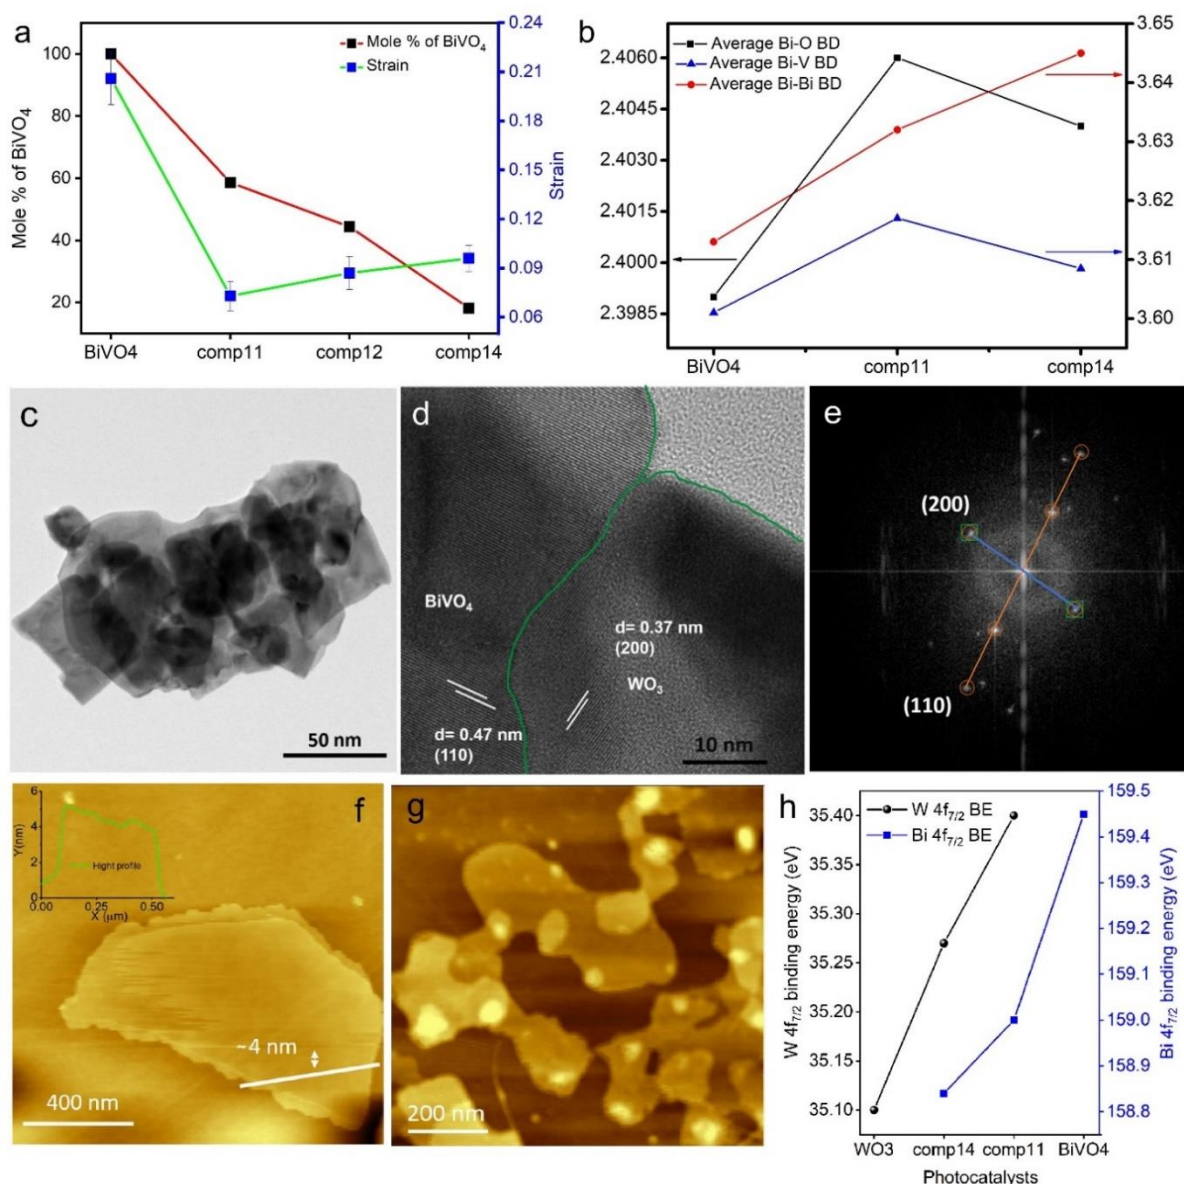 a
Mole % of BiVO4
Strain
100
80
60
40
20
Mole % of BiVO4
0.24
0.21
0.18
0.15
0.12
0.09
0.06
Strain
BiVO4 comp11 comp12 comp14
b
Average Bi-O BD
Average Bi-V BD
Average Bi-Bi BD
2.4060
2.4045
2.4030
2.4015
2.4000
2.3985
3.65
3.64
3.63
3.62
3.61
3.60
BiVO4 comp11 comp14
c
50 nm
d
BiVO4
d= 0.37 nm
(200)
WO3
d= 0.47 nm
(110)
10 nm
e
(200)
(110)
f
6
4
2
0
Y(nm)
Hight profile
0.00 0.25 0.50
X (μm)
~4 nm
400 nm
g
200 nm
h
W 4f7/2 BE
Bi 4f7/2 BE
35.40
35.35
35.30
35.25
35.20
35.15
35.10
W 4f7/2 binding energy (eV)
159.5
159.4
159.3
159.2
159.1
159.0
158.9
158.8
Bi 4f7/2 binding energy (eV)
WO3 comp14 comp11 BiVO4
Photocatalysts